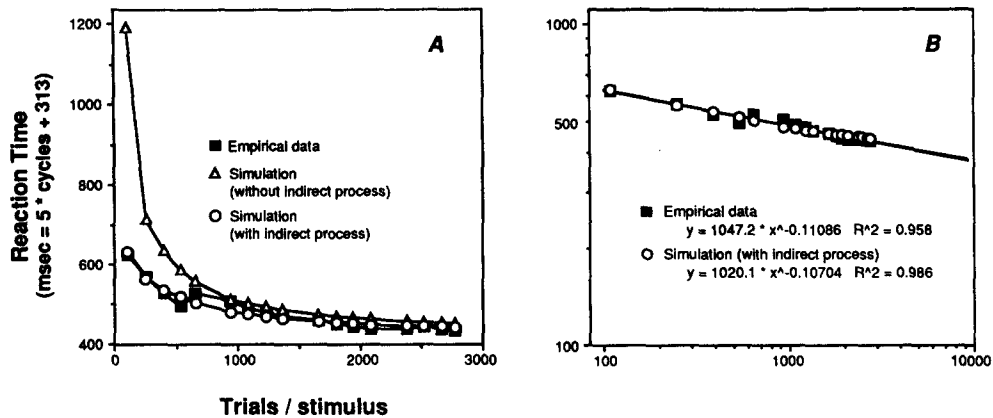 A
1200
1000
800
600
400
0
1000
2000
3000
Reaction Time
(msec = 5 * cycles + 313)
Empirical data
Simulation
(without indirect process)
Simulation
(with indirect process)
B
1000
500
100
100
1000
10000
Empirical data
y = 1047.2 * x^-0.11086 R^2 = 0.958
Simulation (with indirect process)
y = 1020.1 * x^-0.10704 R^2 = 0.986
Trials / stimulus